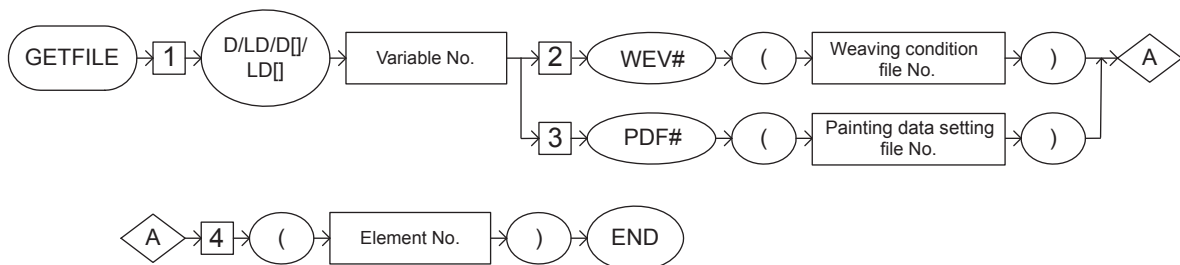 GETFILE 1 D/LD/D[]/ Variable No. 2 WEV# ( Weaving condition ) A
LD[] file No.
3 PDF# ( Painting data setting )
file No.
A 4 ( Element No. ) END